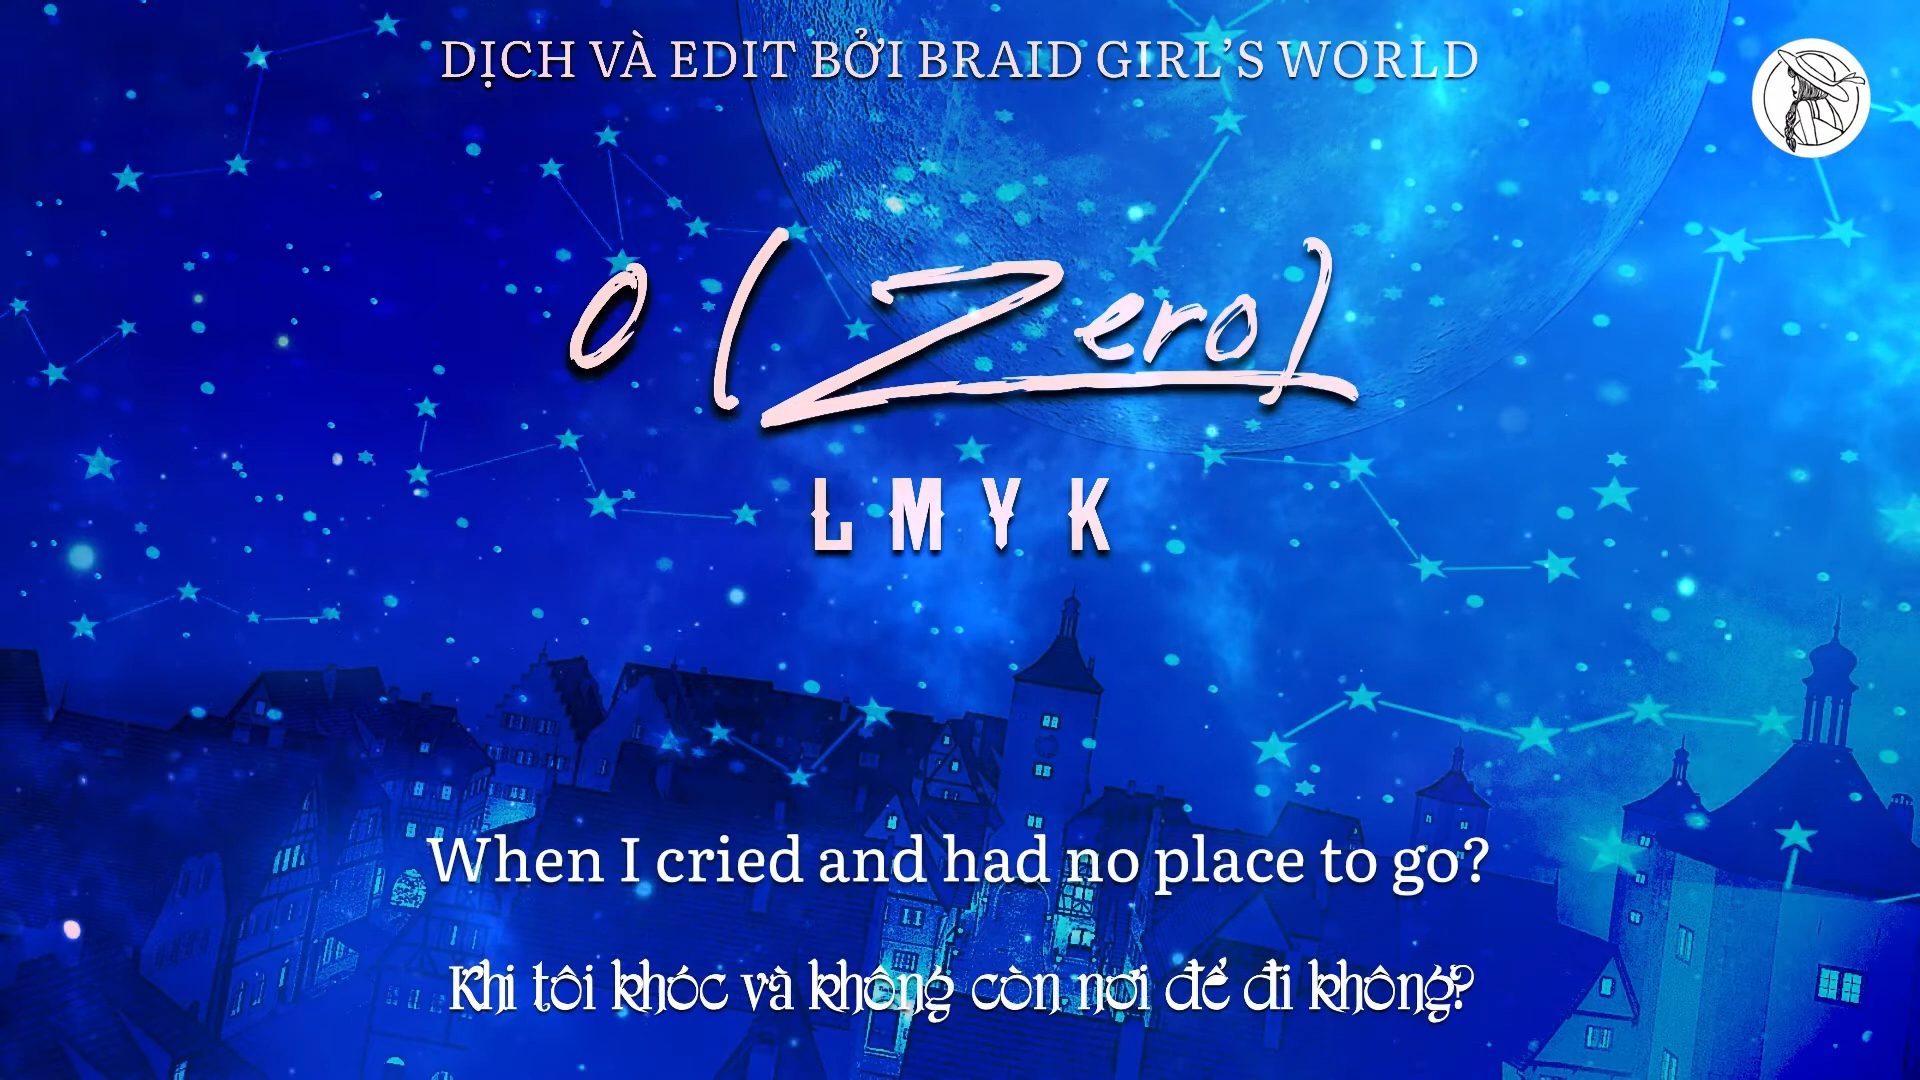 DỊCH VÀ EDIT BỞI BRAID GIRL'S WORLD
0 (Zero)
LMYK
When I cried and had no place to go?
Khi tôi khóc và không còn nơi để đi không?